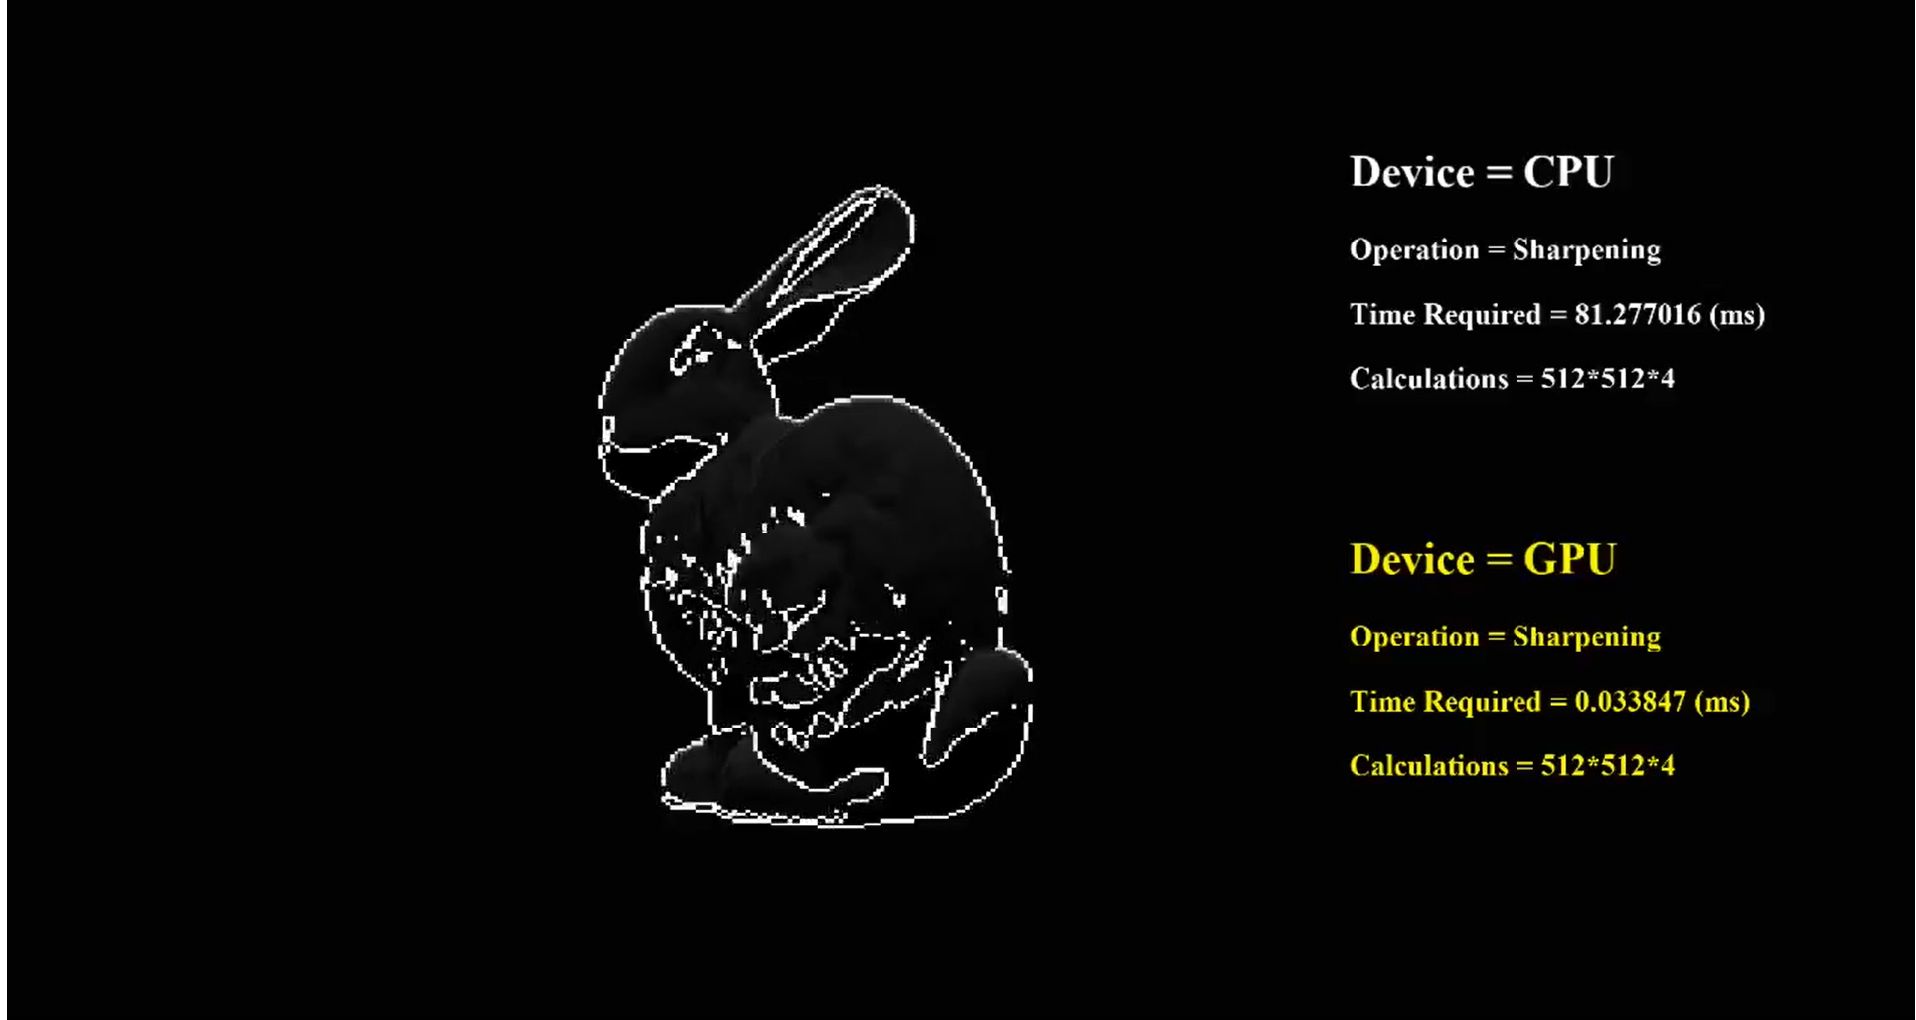 Device = CPU
Operation = Sharpening
Time Required = 81.277016 (ms)
Calculations = 512*512*4
Device = GPU
Operation = Sharpening
Time Required = 0.033847 (ms)
Calculations = 512*512*4